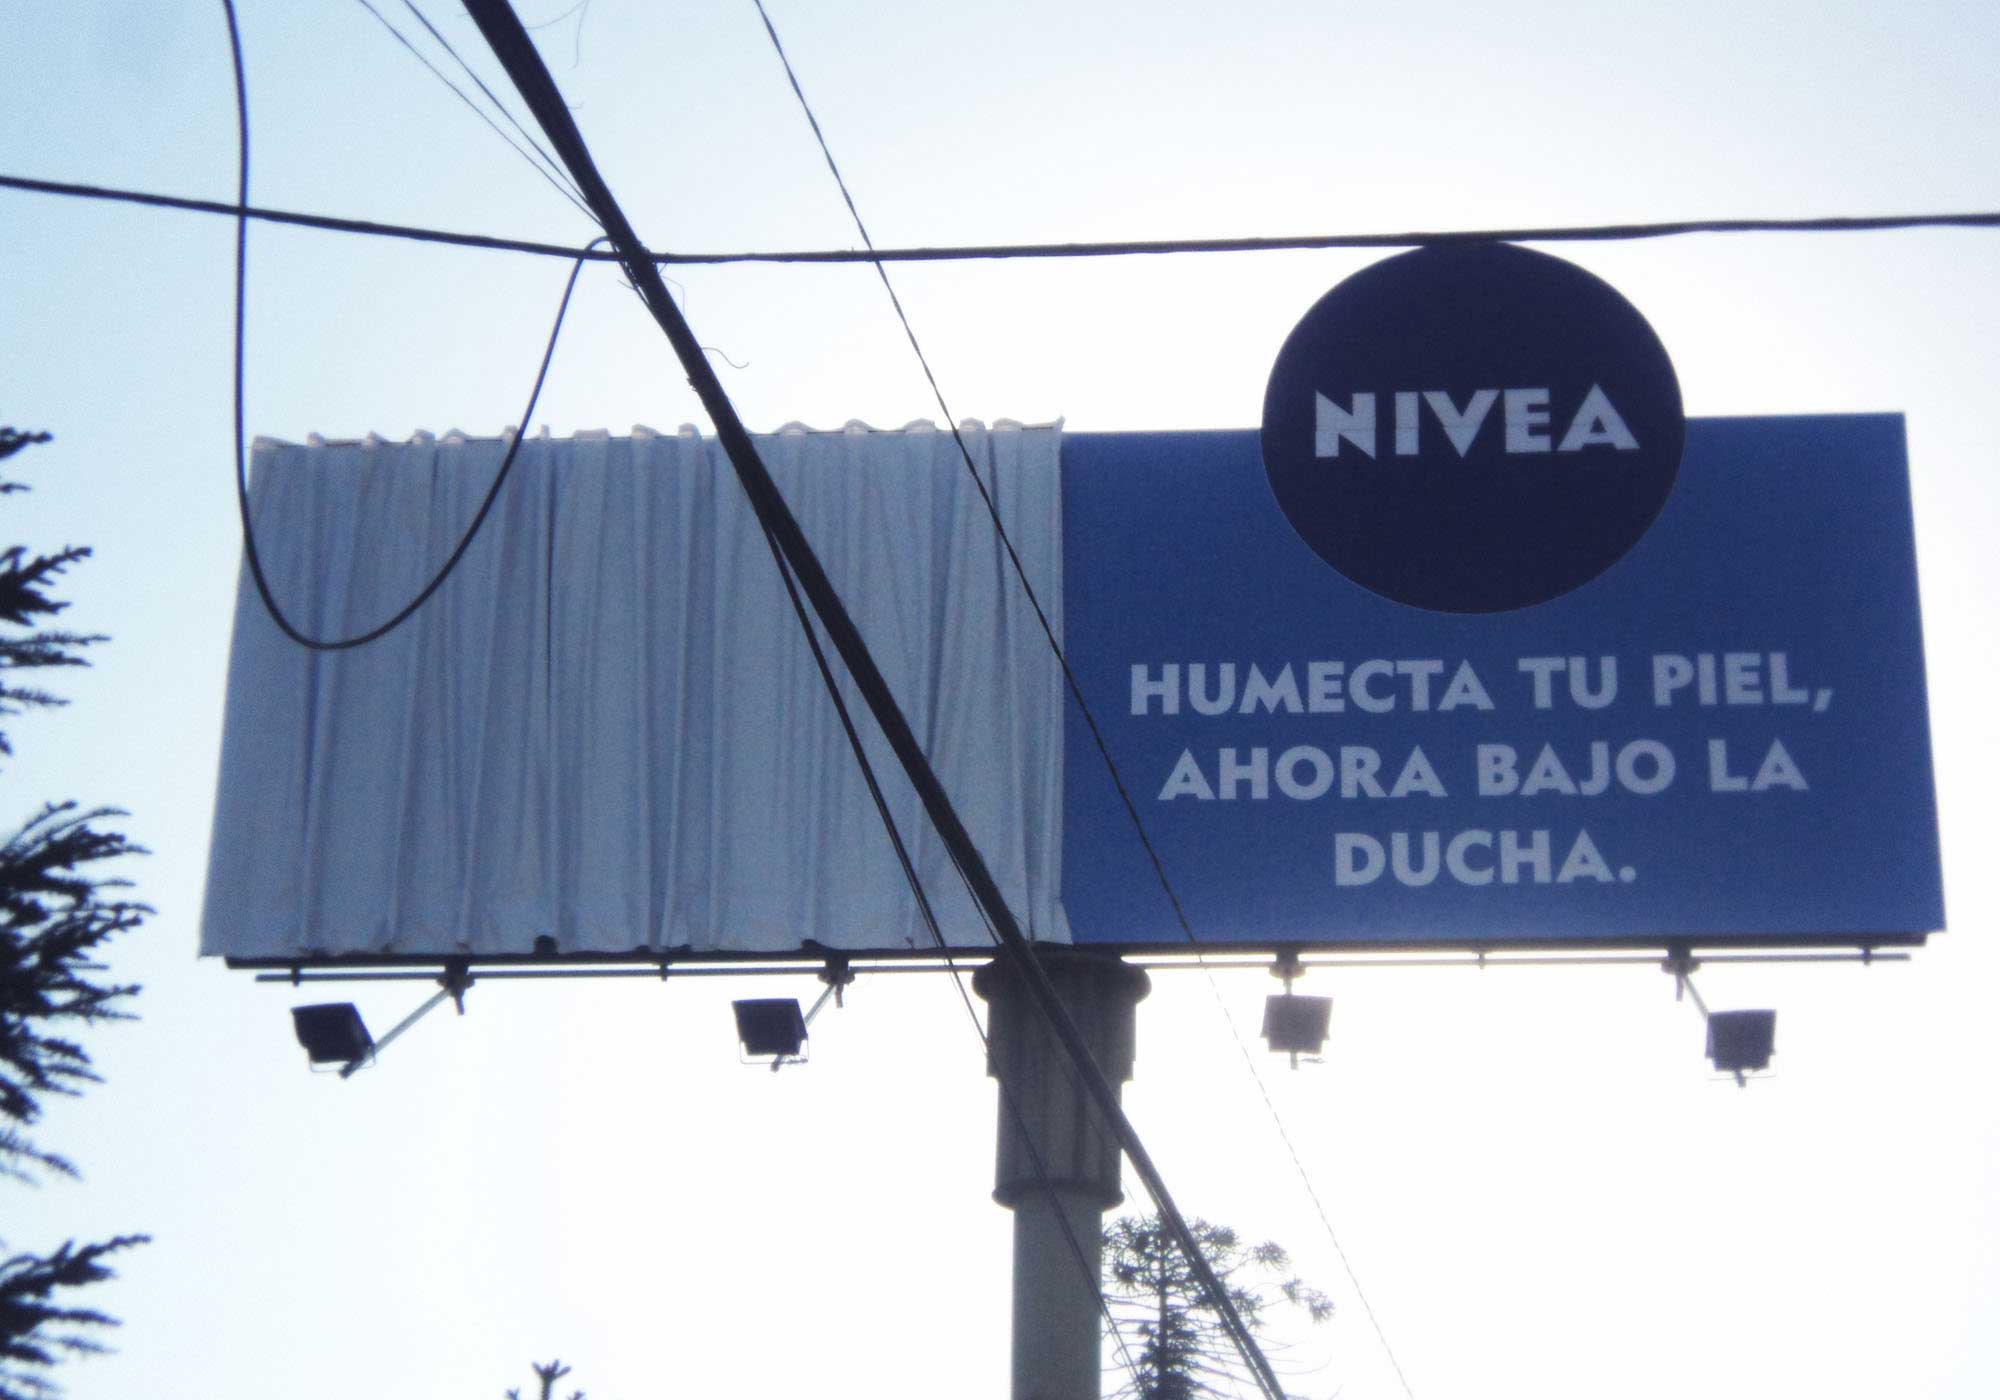 NIVEA
HUMECTA TU PIEL,
AHORA BAJO LA
DUCHA.